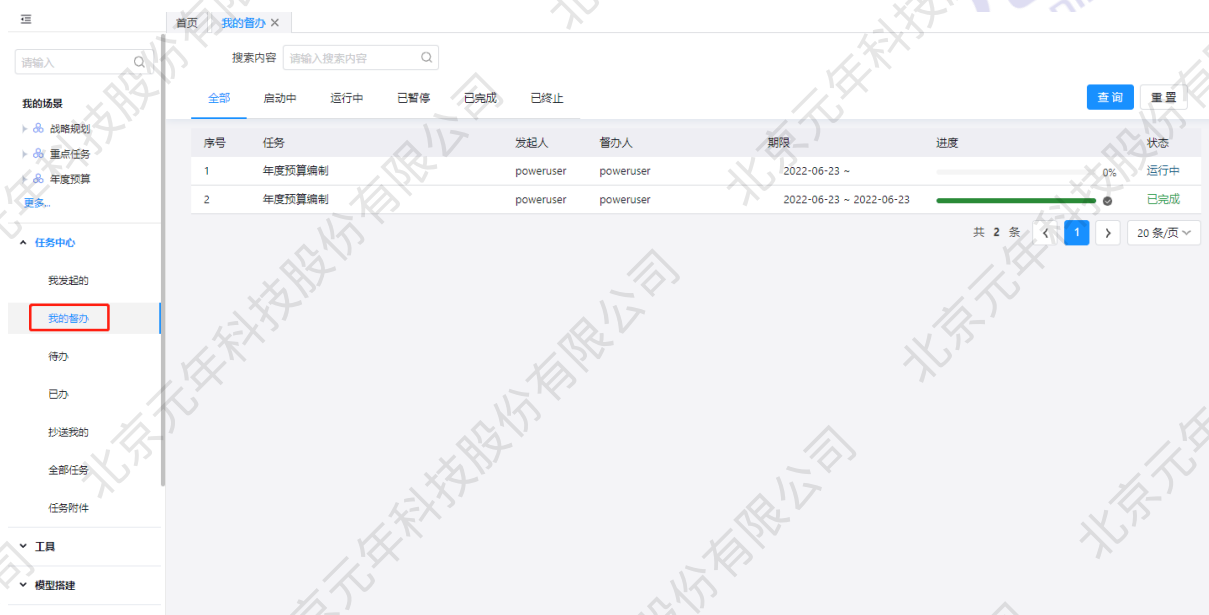 首页 我的督办 ×
请输入
搜索内容 请输入搜索内容
我的场景
全部 启动中 运行中 已暂停 已完成 已终止
查询 重置
战略规划
重点任务
年度预算
更多...
序号 任务 发起人 督办人 期限 进度 状态
1 年度预算编制 poweruser poweruser 2022-06-23 ~ 0% 运行中
2 年度预算编制 poweruser poweruser 2022-06-23 ~ 2022-06-23 已完成
共 2 条 < 1 > 20 条/页
任务中心
我发起的
我的督办
待办
已办
抄送我的
全部任务
任务附件
工具
模型搭建
北京元年科技股份有限公司